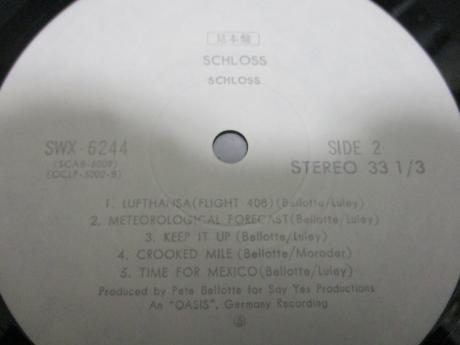 見本盤
SCHLOSS
SCHLOSS
SWX-6244 SIDE 2
(SCAB-6009) STEREO 33 1/3
(OCLP-5002-B)
1. LUFTHANSA(FLIGHT 408)(Bellotte/Luley)
2. METEOROLOGICAL FORECAST(Bellotte/Luley)
3. KEEP IT UP(Bellotte/Luley)
4. CROOKED MILE(Bellotte/Moroder)
5. TIME FOR MEXICO(Bellotte/Luley)
Produced by Pete Bellotte for Say Yes Productions
An "OASIS", Germany Recording